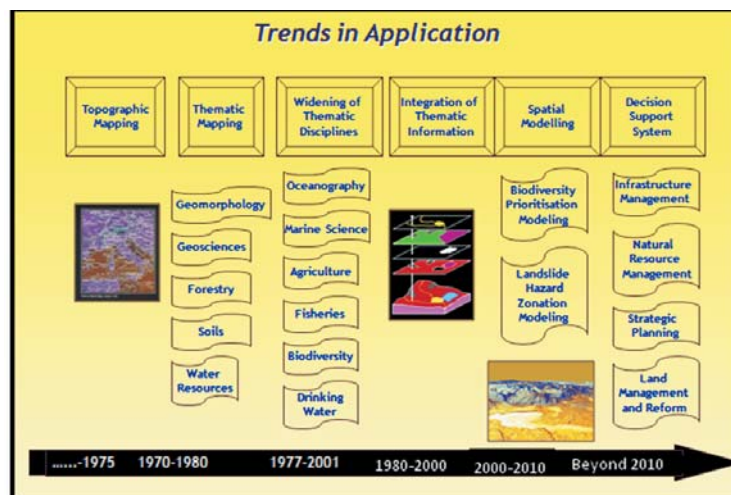 Trends in Application
Topographic
Mapping
Thematic
Mapping
Widening of
Thematic
Disciplines
Integration of
Thematic
Information
Spatial
Modelling
Decision
Support
System
Geomorphology
Geosciences
Forestry
Soils
Water
Resources
Oceanography
Marine Science
Agriculture
Fisheries
Biodiversity
Drinking
Water
Biodiversity
Prioritisation
Modeling
Landslide
Hazard
Zonation
Modeling
Infrastructure
Management
Natural
Resource
Management
Strategic
Planning
Land
Management
and Reform
......-1975
1970-1980
1977-2001
1980-2000
2000-2010
Beyond 2010